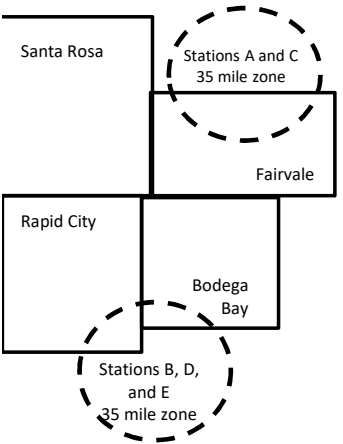 Santa Rosa
Stations A and C
35 mile zone
Fairvale
Rapid City
Bodega
Bay
Stations B, D,
and E
35 mile zone